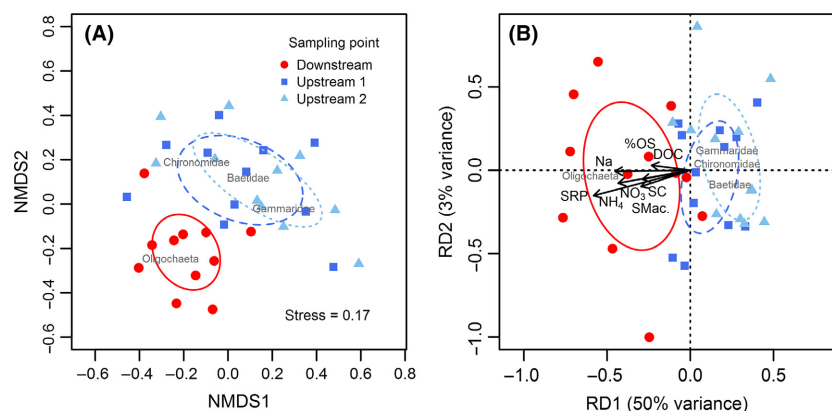 (A)
Sampling point
Downstream
Upstream 1
Upstream 2
Chironomidae
Baetidae
Gammaridae
Oligochaeta
Stress = 0.17
0.8
0.6
0.4
0.2
0.0
−0.2
−0.4
−0.6
NMDS2
−0.6 −0.4 −0.2 0.0 0.2 0.4 0.6 0.8
NMDS1
(B)
%OS
DOC
Na
Oligochaeta
SRP
NH4
NO3
SC
SMac.
Gammaridae
Chironomidae
Baetidae
0.5
0.0
−0.5
−1.0
RD2 (3% variance)
−1.0 −0.5 0.0 0.5
RD1 (50% variance)